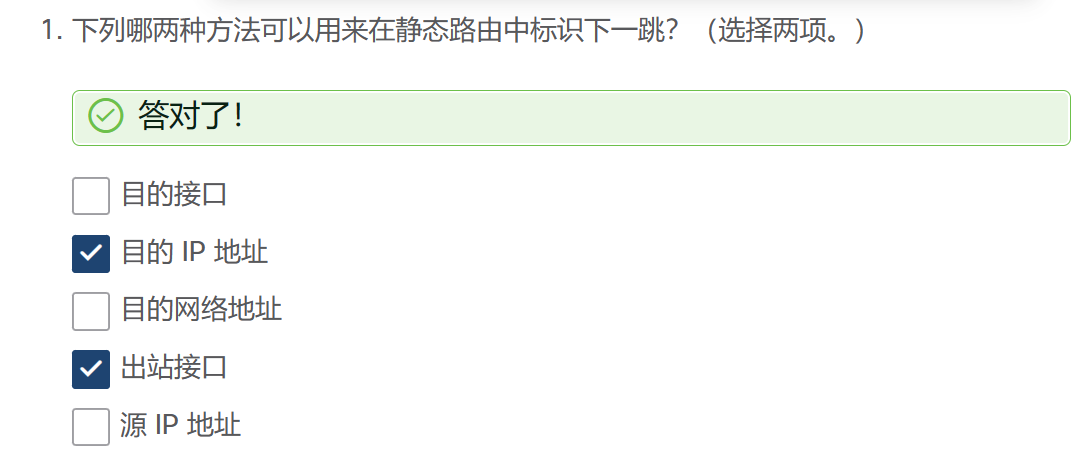 1. 下列哪两种方法可以用来在静态路由中标识下一跳？（选择两项。）
答对了！
目的接口
目的 IP 地址
目的网络地址
出站接口
源 IP 地址